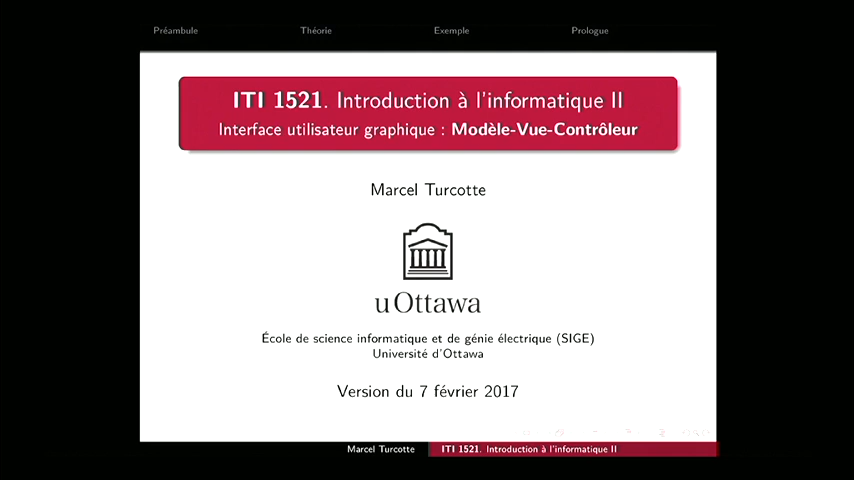 Préambule Théorie Exemple Prologue
ITI 1521. Introduction à l'informatique II
Interface utilisateur graphique : Modèle-Vue-Contrôleur
Marcel Turcotte
uOttawa
École de science informatique et de génie électrique (SIGE)
Université d'Ottawa
Version du 7 février 2017
Marcel Turcotte ITI 1521. Introduction à l'informatique II